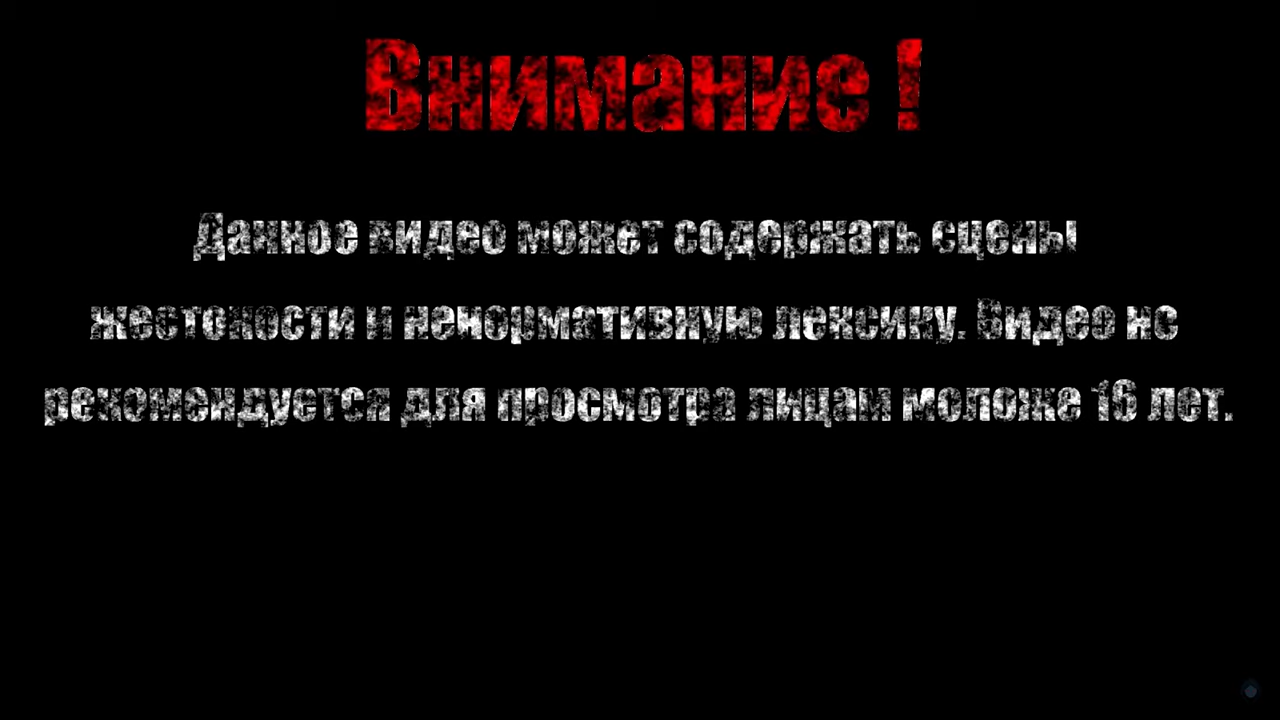 Внимание !
Данное видео может содержать сцены
жестокости и ненормативную лексику. Видео не
рекомендуется для просмотра лицам моложе 16 лет.